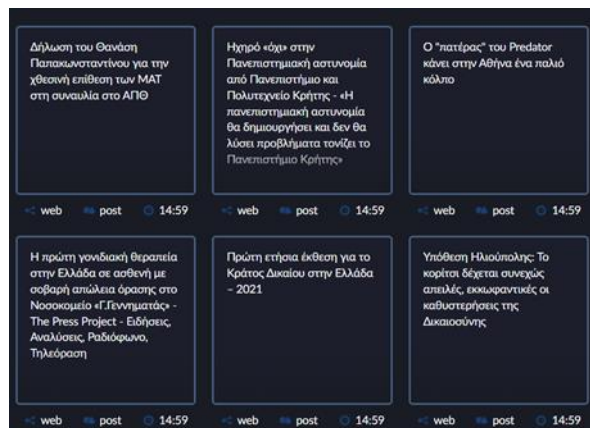 Δήλωση του Θανάση
Παπακωνσταντίνου για την
χθεσινή επίθεση των ΜΑΤ
στη συναυλία στο ΑΠΘ
web post 14:59
Ηχηρό «όχι» στην
Πανεπιστημιακή αστυνομία
από Πανεπιστήμιο και
Πολυτεχνείο Κρήτης - «Η
πανεπιστημιακή αστυνομία
θα δημιουργήσει και δεν θα
λύσει προβλήματα τονίζει το
Πανεπιστήμιο Κρήτης»
web post 14:59
Ο "πατέρας" του Predator
κάνει στην Αθήνα ένα παλιό
κόλπο
web post 14:59
Η πρώτη γονιδιακή θεραπεία
στην Ελλάδα σε ασθενή με
σοβαρή απώλεια όρασης στο
Νοσοκομείο «Γ.Γεννηματάς» -
The Press Project - Ειδήσεις,
Αναλύσεις, Ραδιόφωνο,
Τηλεόραση
web post 14:59
Πρώτη ετήσια έκθεση για το
Κράτος Δικαίου στην Ελλάδα
– 2021
web post 14:59
Υπόθεση Ηλιούπολης: Το
κορίτσι δέχεται συνεχώς
απειλές, εκκωφαντικές οι
καθυστερήσεις της
Δικαιοσύνης
web post 14:59